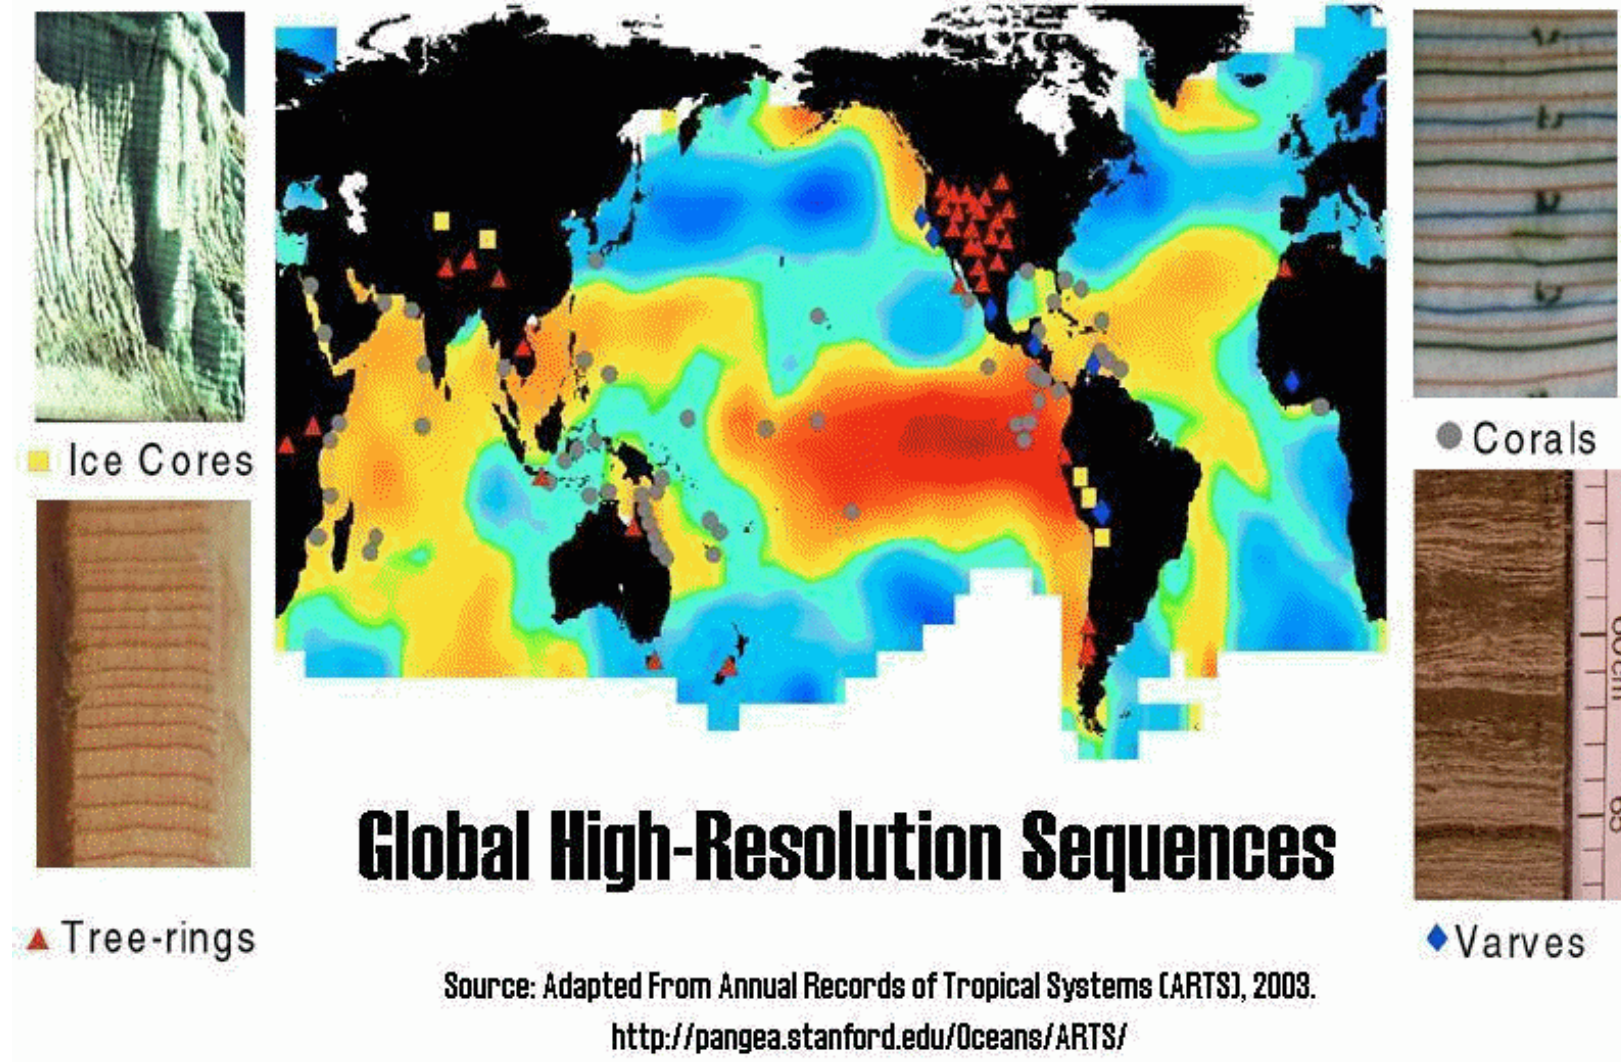 Ice Cores
Corals
Global High-Resolution Sequences
Tree-rings
Varves
Source: Adapted From Annual Records of Tropical Systems (ARTS), 2003.
http://pangea.stanford.edu/Oceans/ARTS/